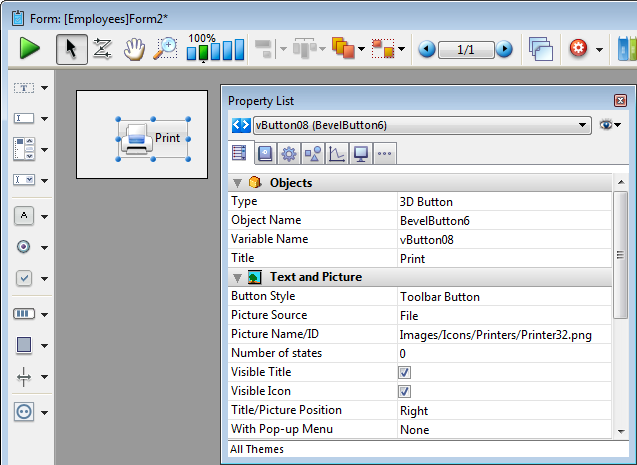 Form: [Employees]Form2*
100%
1/1
Print
Property List
vButton08 (BevelButton6)
Objects
Type 3D Button
Object Name BevelButton6
Variable Name vButton08
Title Print
Text and Picture
Button Style Toolbar Button
Picture Source File
Picture Name/ID Images/Icons/Printers/Printer32.png
Number of states 0
Visible Title
Visible Icon
Title/Picture Position Right
With Pop-up Menu None
All Themes